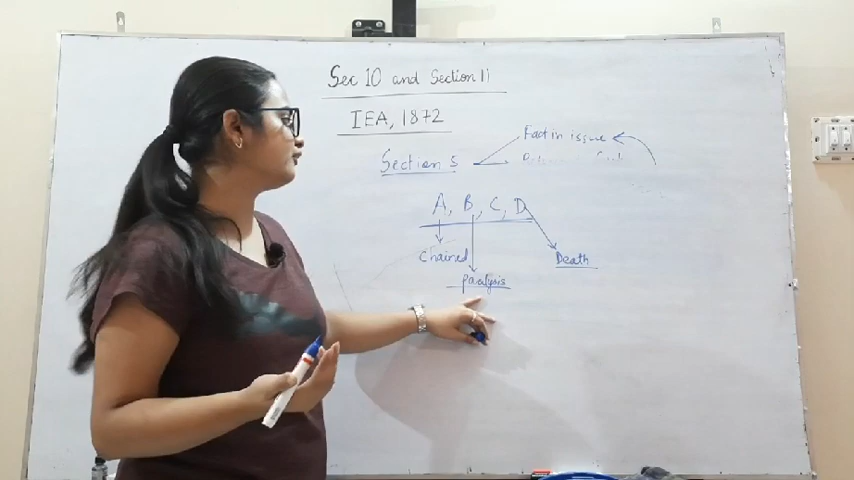 Sec 10 and Section 11
IEA, 1872
Section 5
Fact in issue
A, B, C, D
Chained
Death
Paralysis